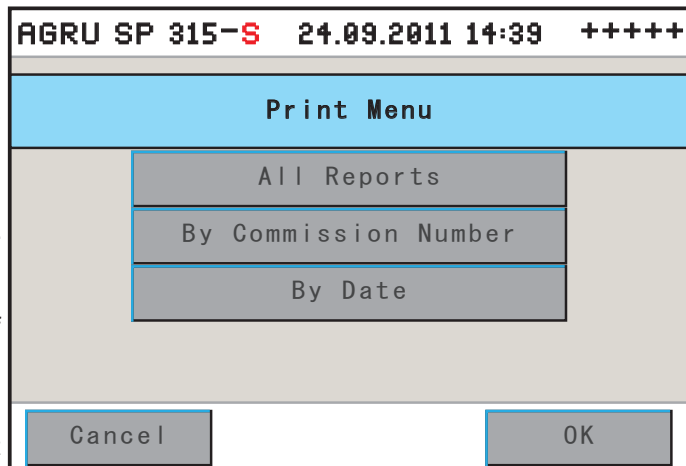 AGRU SP 315-S 24.09.2011 14:39 +++++
Print Menu
All Reports
By Commission Number
By Date
Cancel OK